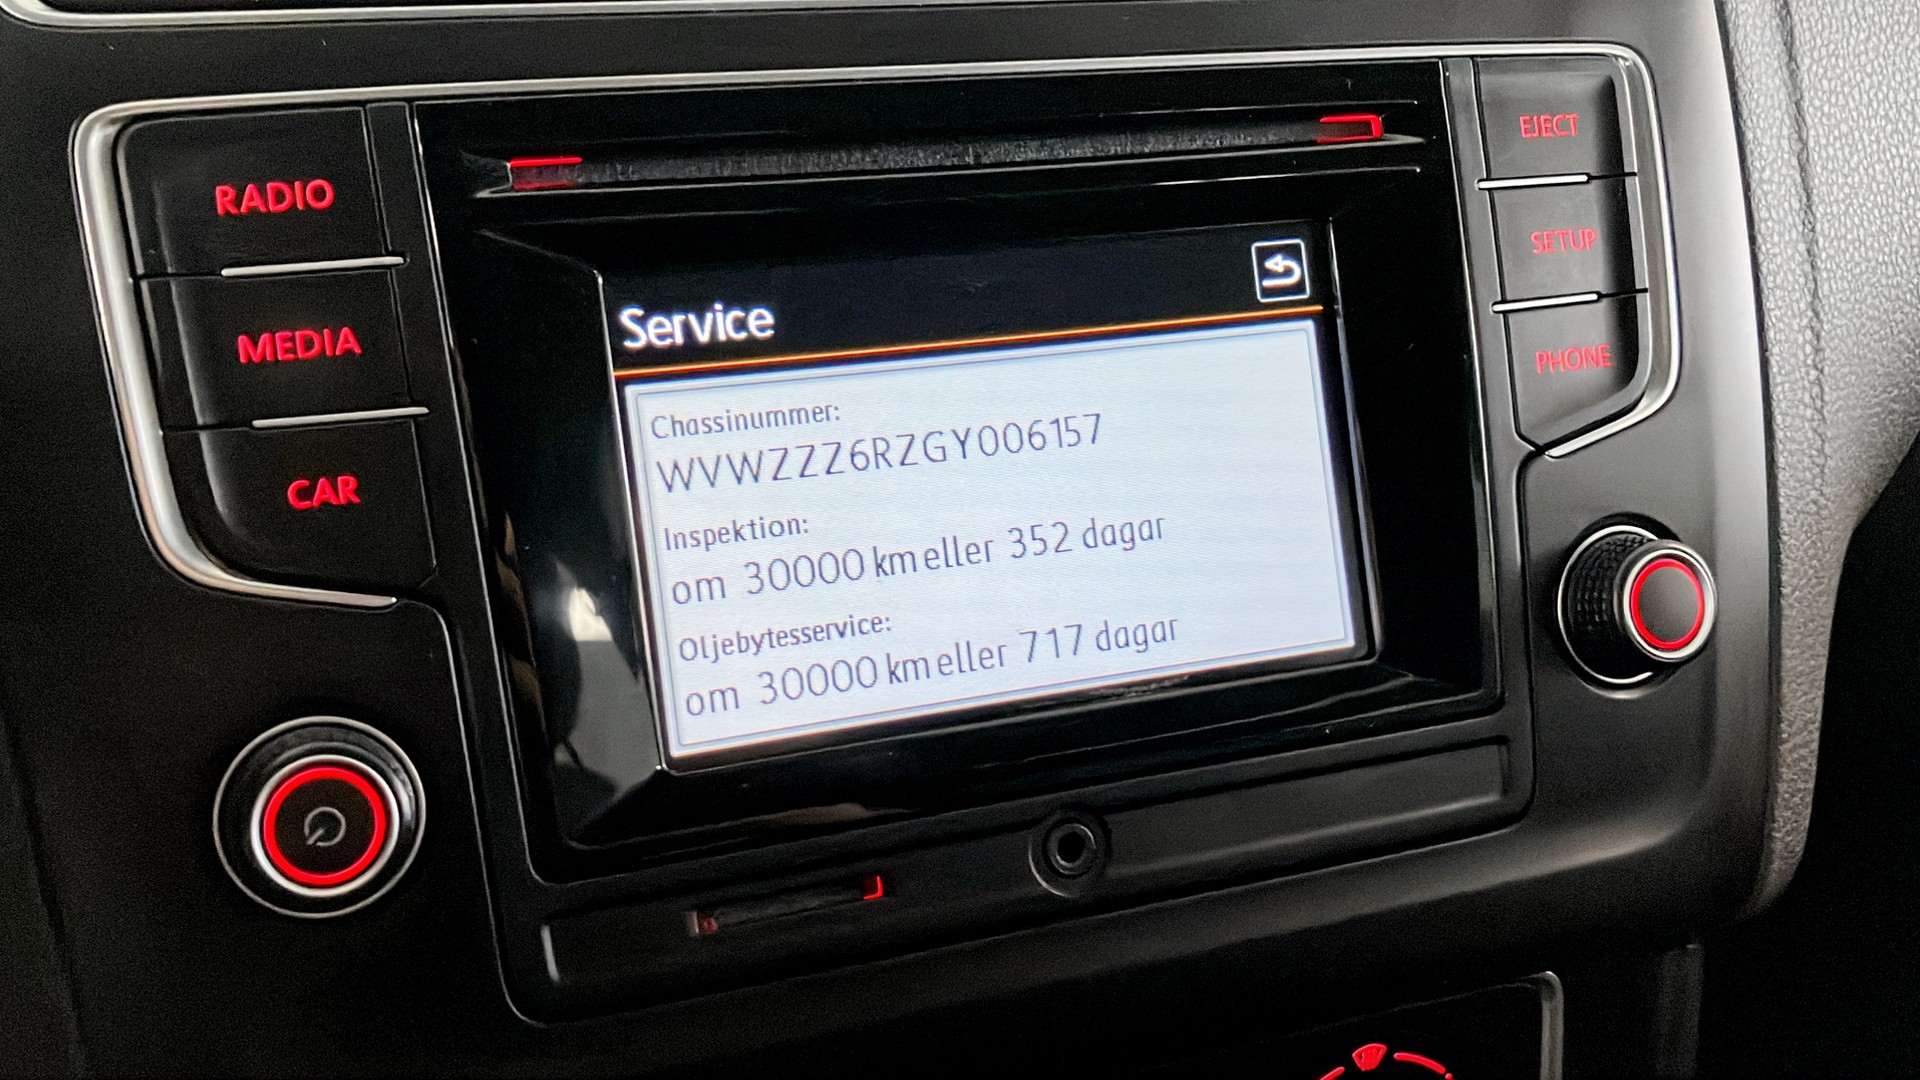 RADIO
MEDIA
CAR
EJECT
SETUP
PHONE
Service
Chassinummer:
WVWZZZ6RZGY006157
Inspektion:
om 30000 km eller 352 dagar
Oljebytesservice:
om 30000 km eller 717 dagar